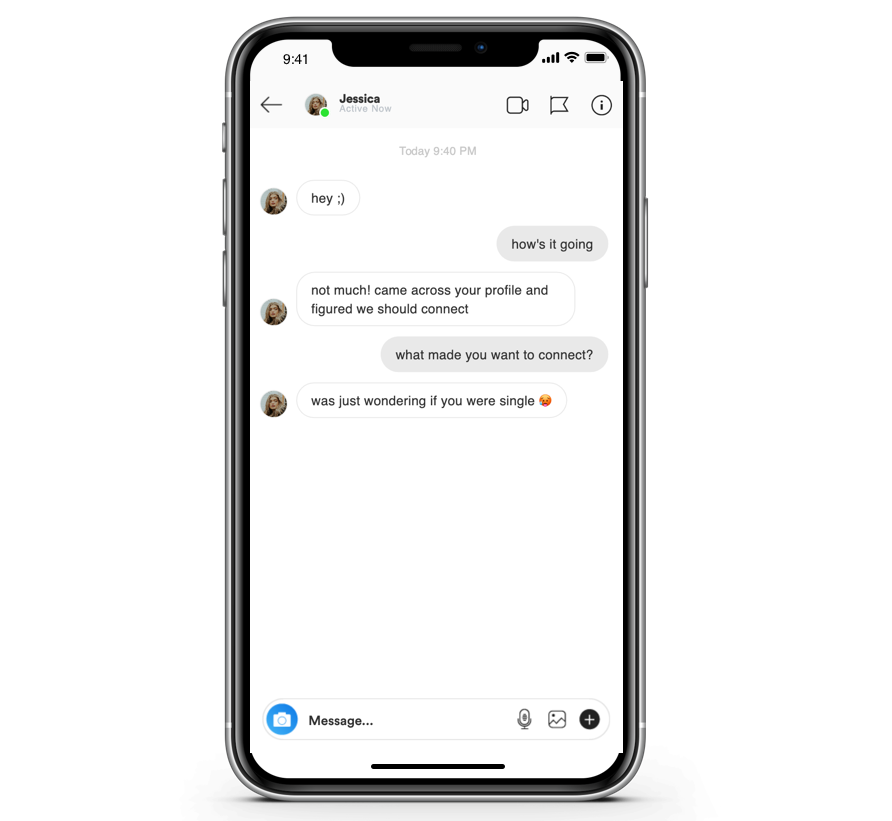 9:41
Jessica
Active Now
Today 9:40 PM
hey ;)
how's it going
not much! came across your profile and
figured we should connect
what made you want to connect?
was just wondering if you were single 🥵
Message...